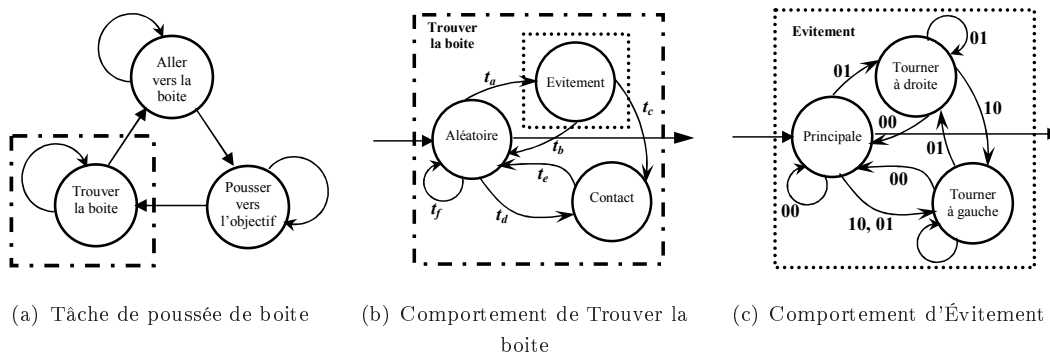 Aller
vers la
boite
Trouver
la boite
Pousser
vers
l'objectif
(a) Tâche de poussée de boite
Trouver
la boite
Evitement
Aléatoire
Contact
t_a
t_b
t_c
t_d
t_e
t_f
(b) Comportement de Trouver la
boite
Evitement
Tourner
à droite
Principale
Tourner
à gauche
01
01
10
00
01
00
00
10, 01
(c) Comportement d'Évitement